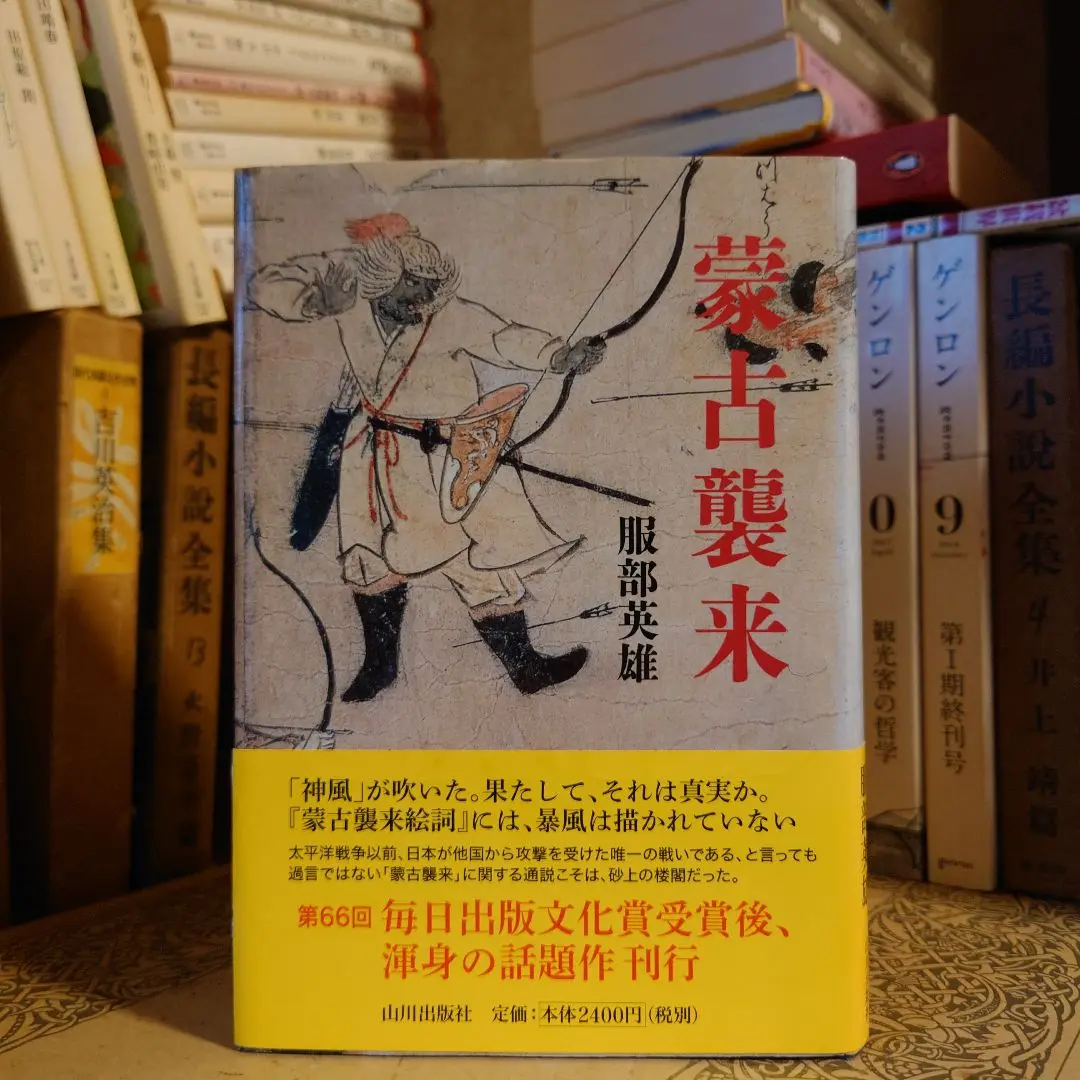 蒙古襲来
服部英雄
「神風」が吹いた。果たして、それは真実か。
『蒙古襲来絵詞』には、暴風は描かれていない
太平洋戦争以前、日本が他国から攻撃を受けた唯一の戦いである、と言っても
過言ではない「蒙古襲来」に関する通説こそは、砂上の楼閣だった。
第66回 毎日出版文化賞受賞後、
渾身の話題作 刊行
山川出版社 定価:本体2400円(税別)
吉川英治集
長編小説全集 13
ゲンロン
0
観光客の哲学
ゲンロン
9
第Ⅰ期終刊号
長編小説全集 4 井上靖篇